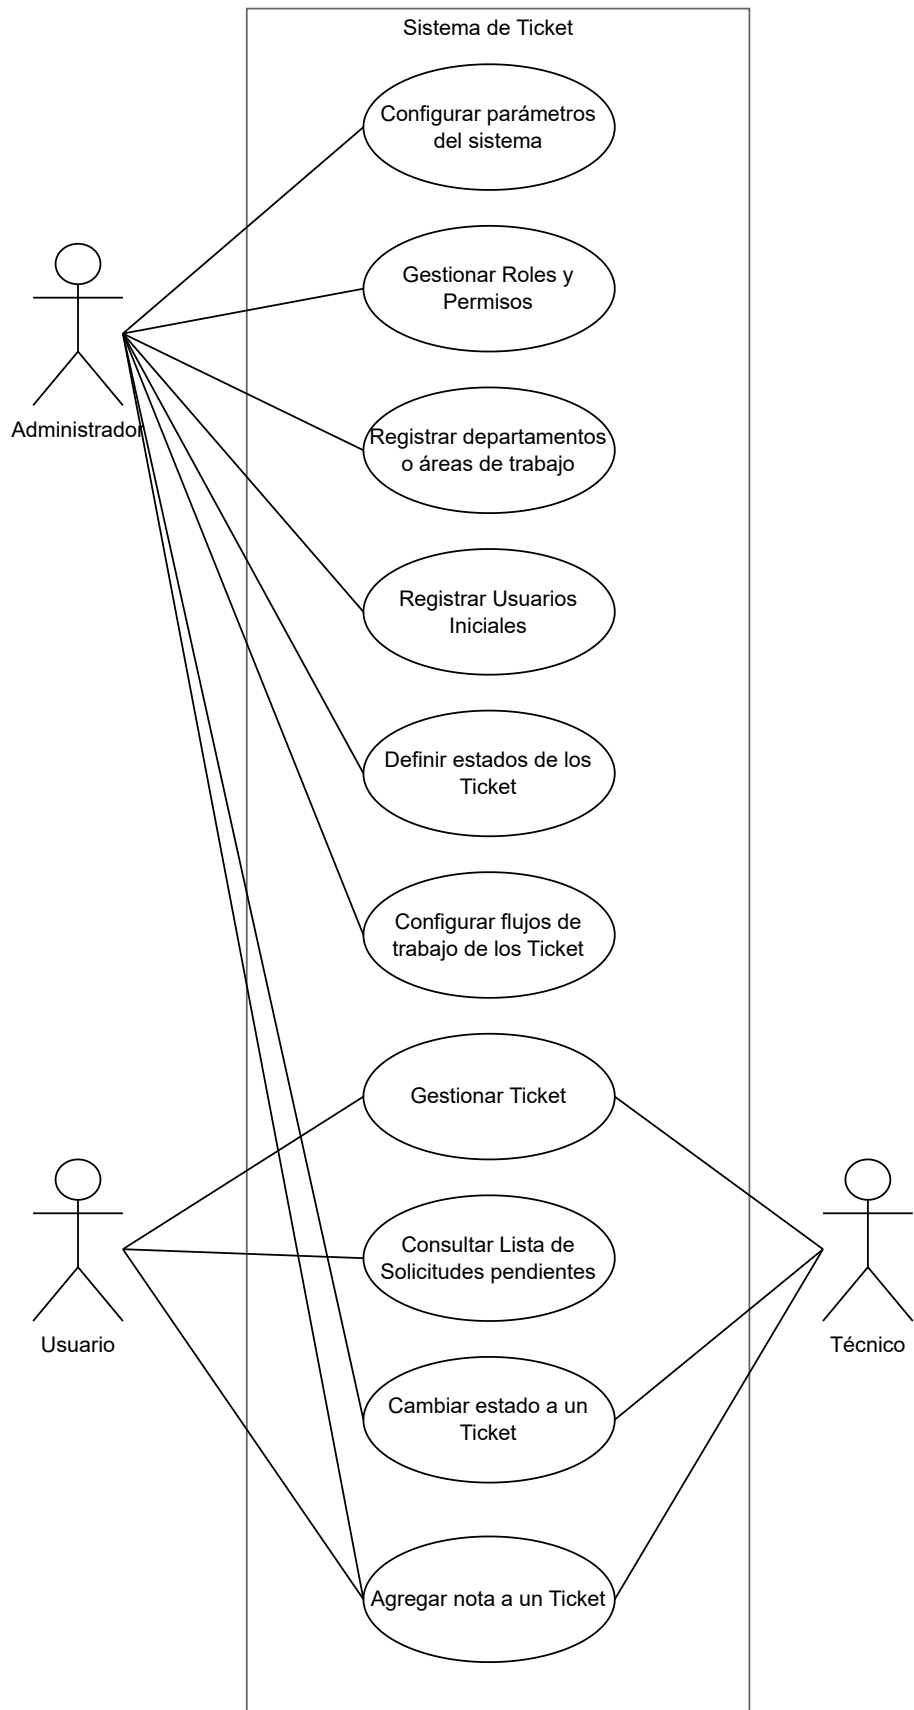 Sistema de Ticket
Configurar parámetros
del sistema
Gestionar Roles y
Permisos
Administrador
Registrar departamentos
o áreas de trabajo
Registrar Usuarios
Iniciales
Definir estados de los
Ticket
Configurar flujos de
trabajo de los Ticket
Gestionar Ticket
Consultar Lista de
Solicitudes pendientes
Usuario
Técnico
Cambiar estado a un
Ticket
Agregar nota a un Ticket